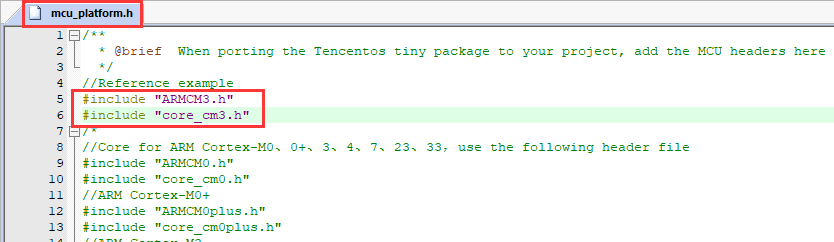 mcu_platform.h
1 /**
2 * @brief When porting the Tencentos tiny package to your project, add the MCU headers here
3 */
4 //Reference example
5 #include "ARMCM3.h"
6 #include "core_cm3.h"
7 /*
8 //Core for ARM Cortex-M0、0+、3、4、7、23、33，use the following header file
9 #include "ARMCM0.h"
10 #include "core_cm0.h"
11 //ARM Cortex-M0+
12 #include "ARMCM0plus.h"
13 #include "core_cm0plus.h"